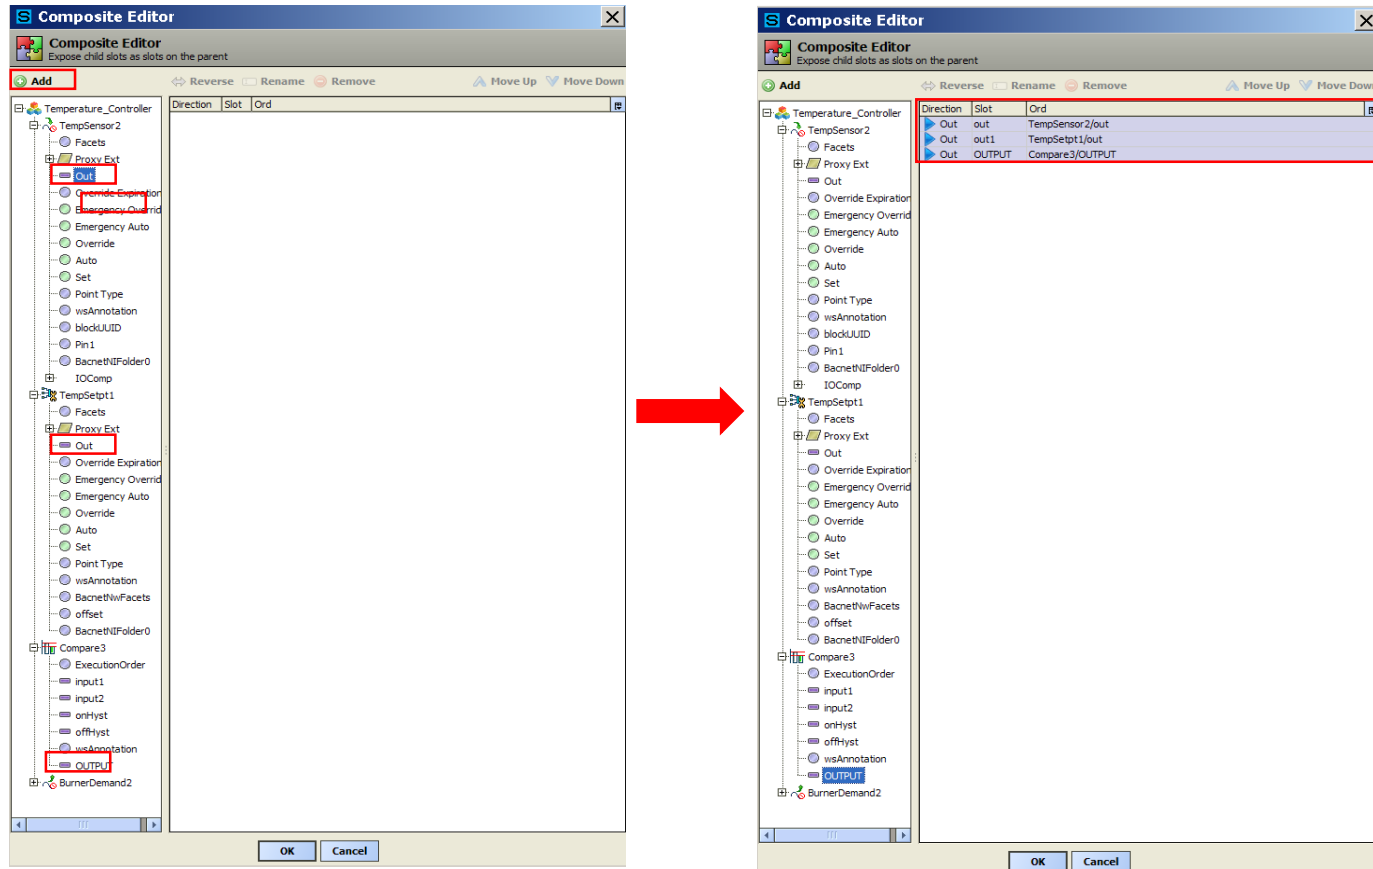 Composite Editor
Composite Editor
Expose child slots as slots on the parent
Add
Reverse Rename Remove Move Up Move Down
Direction Slot Ord
Temperature_Controller
TempSensor2
Facets
Proxy Ext
Out
Override Expiration
Emergency Overrid
Emergency Auto
Override
Auto
Set
Point Type
wsAnnotation
blockUUID
Pin1
BacnetNIFolder0
IOComp
TempSetpt1
Facets
Proxy Ext
Out
Override Expiration
Emergency Overrid
Emergency Auto
Override
Auto
Set
Point Type
wsAnnotation
BacnetNwFacets
offset
BacnetNIFolder0
Compare3
ExecutionOrder
input1
input2
onHyst
offHyst
wsAnnotation
OUTPUT
BurnerDemand2
OK Cancel
Composite Editor
Composite Editor
Expose child slots as slots on the parent
Add
Reverse Rename Remove Move Up Move Dow
Direction Slot Ord
Out out TempSensor2/out
Out out1 TempSetpt1/out
Out OUTPUT Compare3/OUTPUT
Temperature_Controller
TempSensor2
Facets
Proxy Ext
Out
Override Expiration
Emergency Overrid
Emergency Auto
Override
Auto
Set
Point Type
wsAnnotation
blockUUID
Pin1
BacnetNIFolder0
IOComp
TempSetpt1
Facets
Proxy Ext
Out
Override Expiration
Emergency Overrid
Emergency Auto
Override
Auto
Set
Point Type
wsAnnotation
BacnetNwFacets
offset
BacnetNIFolder0
Compare3
ExecutionOrder
input1
input2
onHyst
offHyst
wsAnnotation
OUTPUT
BurnerDemand2
OK Cancel